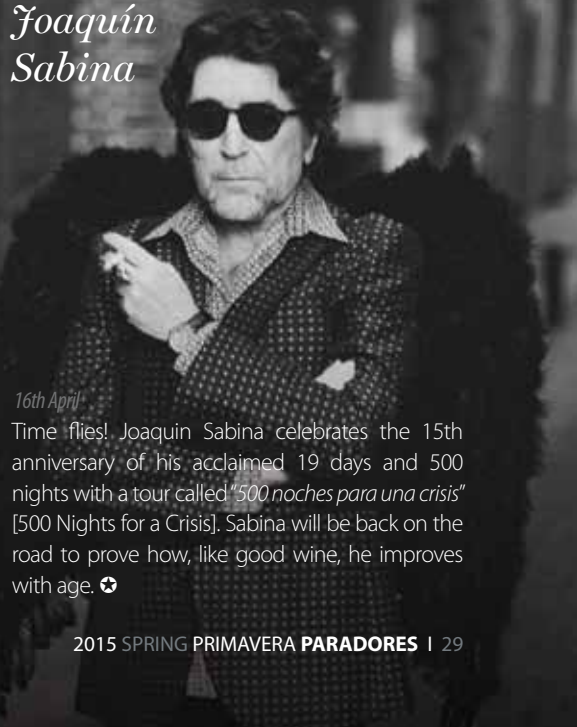 Joaquín
Sabina
16th April
Time flies! Joaquin Sabina celebrates the 15th
anniversary of his acclaimed 19 days and 500
nights with a tour called "500 noches para una crisis"
[500 Nights for a Crisis]. Sabina will be back on the
road to prove how, like good wine, he improves
with age. ✪
2015 SPRING PRIMAVERA PARADORES I 29